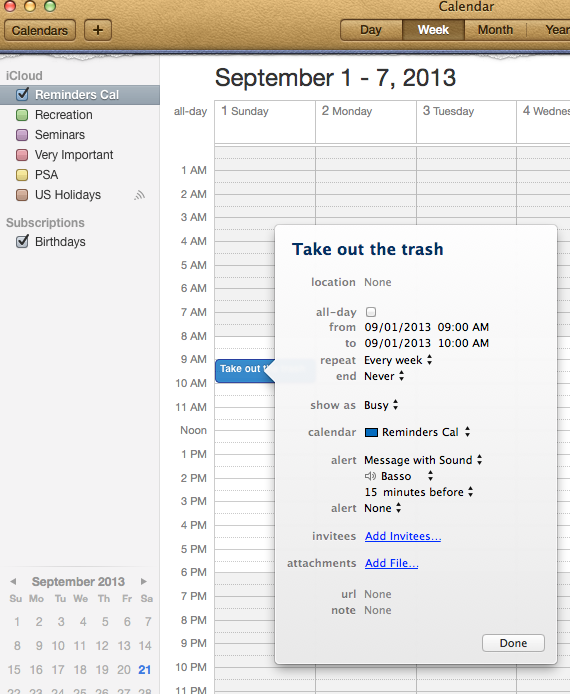 Calendar
Calendars + Day Week Month Year
iCloud
Reminders Cal
Recreation
Seminars
Very Important
PSA
US Holidays
Subscriptions
Birthdays
September 2013
Su Mo Tu We Th Fr Sa
1 2 3 4 5 6 7
8 9 10 11 12 13 14
15 16 17 18 19 20 21
22 23 24 25 26 27 28
September 1 - 7, 2013
all-day 1 Sunday 2 Monday 3 Tuesday 4 Wednes
1 AM
2 AM
3 AM
4 AM
5 AM
6 AM
7 AM
8 AM
9 AM
Take out t
10 AM
11 AM
Noon
1 PM
2 PM
3 PM
4 PM
5 PM
6 PM
7 PM
8 PM
9 PM
10 PM
11 PM
Take out the trash
location None
all-day
from 09/01/2013 09:00 AM
to 09/01/2013 10:00 AM
repeat Every week
end Never
show as Busy
calendar Reminders Cal
alert Message with Sound
Basso
15 minutes before
alert None
invitees Add Invitees...
attachments Add File...
url None
note None
Done